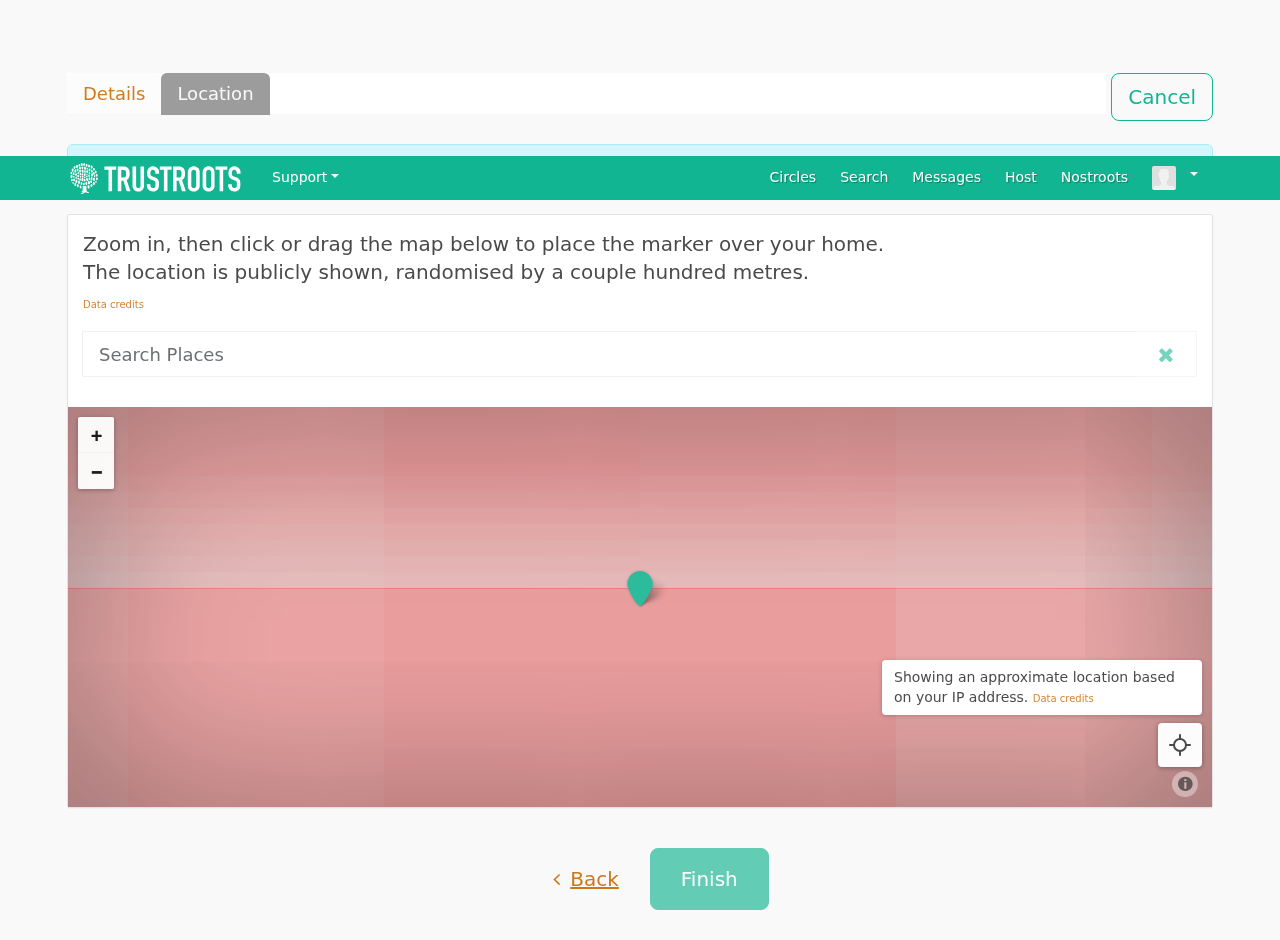 Details
Location
Cancel
TRUSTROOTS
Support
Circles
Search
Messages
Host
Nostroots
Zoom in, then click or drag the map below to place the marker over your home.
The location is publicly shown, randomised by a couple hundred metres.
Data credits
Search Places
+
−
Showing an approximate location based
on your IP address. Data credits
Back
Finish